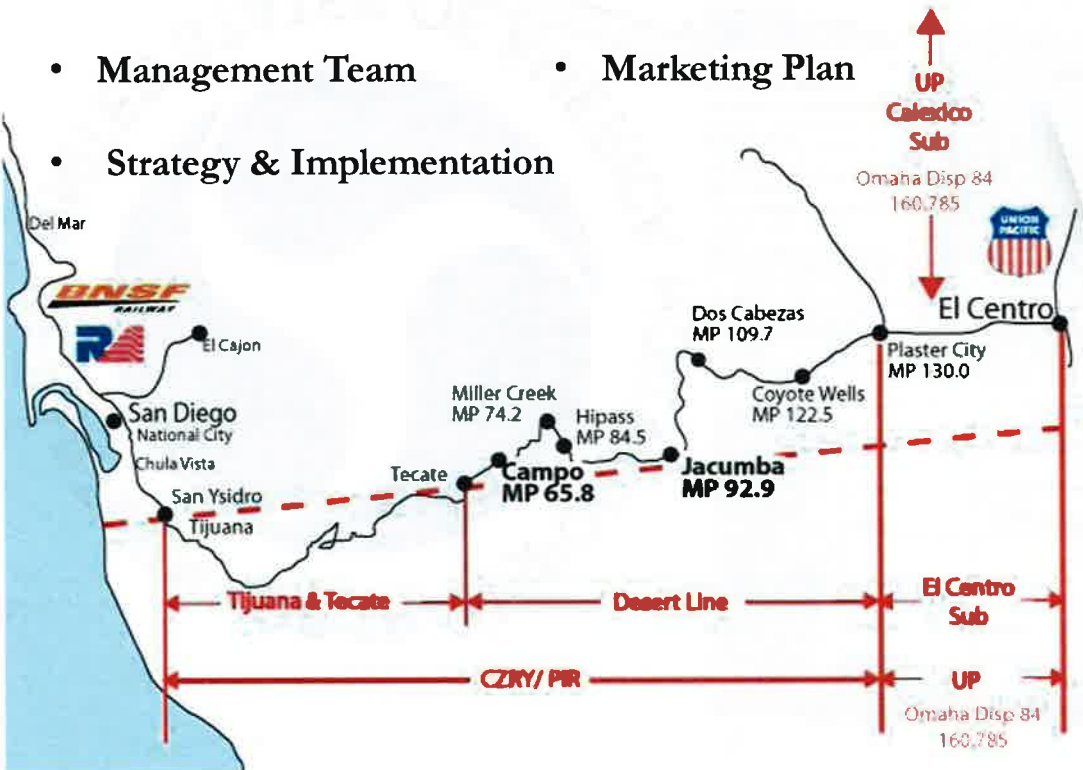 • Management Team
• Marketing Plan
• Strategy & Implementation
UP
Calexico
Sub
Omaha Disp 84
160.785
UNION
PACIFIC
Del Mar
BNSF
RAILWAY
El Cajon
San Diego
National City
Chula Vista
San Ysidro
Tijuana
Tecate
Campo
MP 65.8
Miller Creek
MP 74.2
Hipass
MP 84.5
Jacumba
MP 92.9
Dos Cabezas
MP 109.7
Coyote Wells
MP 122.5
Plaster City
MP 130.0
El Centro
Tijuana & Tecate
Desert Line
El Centro
Sub
CZRY/ PIR
UP
Omaha Disp 84
160.785